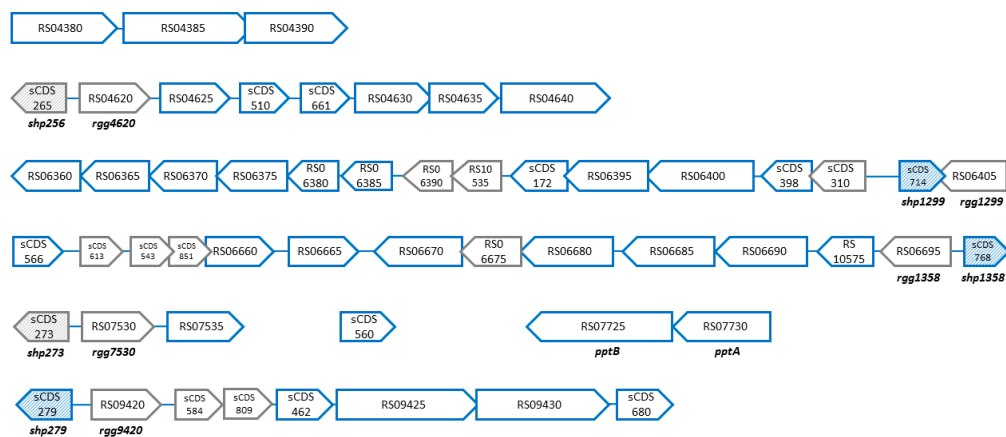 RS04380 RS04385 RS04390
sCDS 265 RS04620 RS04625 sCDS 510 sCDS 661 RS04630 RS04635 RS04640
shp256 rgg4620
RS06360 RS06365 RS06370 RS06375 RS0 6380 RS0 6385 RS0 6390 RS10 535 sCDS 172 RS06395 RS06400 sCDS 398 sCDS 310 sCDS 714 RS06405
shp1299 rgg1299
sCDS 566 sCDS 613 sCDS 543 sCDS 851 RS06660 RS06665 RS06670 RS0 6675 RS06680 RS06685 RS06690 RS 10575 RS06695 sCDS 768
rgg1358 shp1358
sCDS 273 RS07530 RS07535 sCDS 560 RS07725 RS07730
shp273 rgg7530 pptB pptA
sCDS 279 RS09420 sCDS 584 sCDS 809 sCDS 462 RS09425 RS09430 sCDS 680
shp279 rgg9420